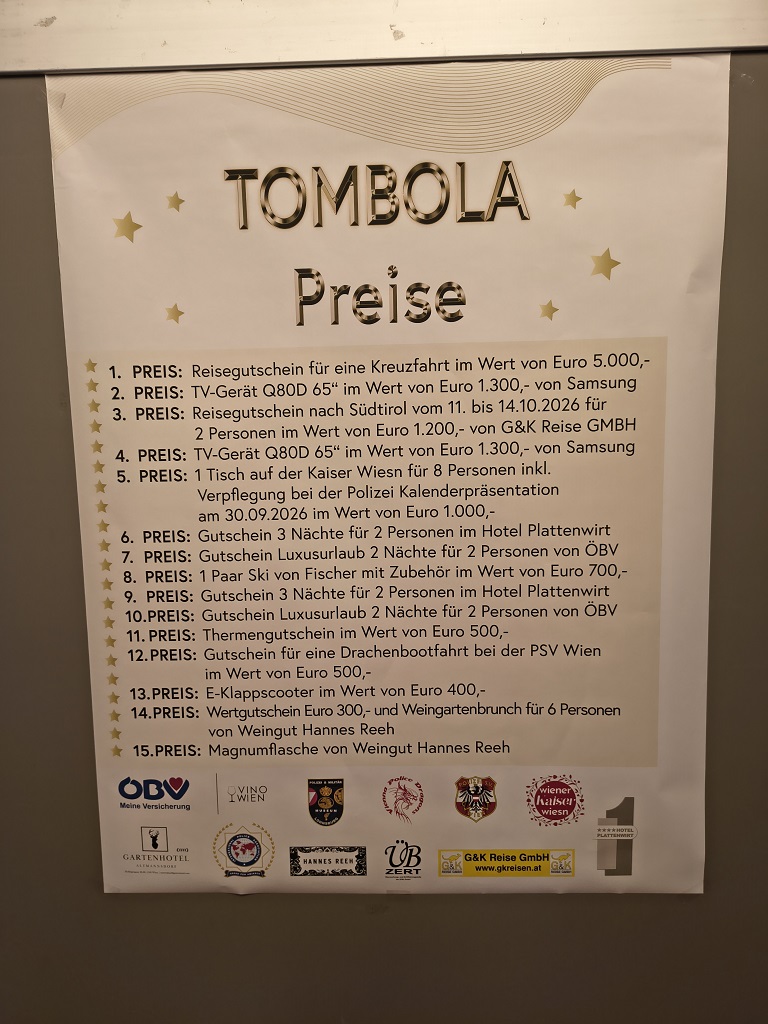 TOMBOLA
Preise
1. PREIS: Reisegutschein für eine Kreuzfahrt im Wert von Euro 5.000,-
2. PREIS: TV-Gerät Q80D 65“ im Wert von Euro 1.300,- von Samsung
3. PREIS: Reisegutschein nach Südtirol vom 11. bis 14.10.2026 für
2 Personen im Wert von Euro 1.200,- von G&K Reise GMBH
4. PREIS: TV-Gerät Q80D 65“ im Wert von Euro 1.300,- von Samsung
5. PREIS: 1 Tisch auf der Kaiser Wiesn für 8 Personen inkl.
Verpflegung bei der Polizei Kalenderpräsentation
am 30.09.2026 im Wert von Euro 1.000,-
6. PREIS: Gutschein 3 Nächte für 2 Personen im Hotel Plattenwirt
7. PREIS: Gutschein Luxusurlaub 2 Nächte für 2 Personen von ÖBV
8. PREIS: 1 Paar Ski von Fischer mit Zubehör im Wert von Euro 700,-
9. PREIS: Gutschein 3 Nächte für 2 Personen im Hotel Plattenwirt
10.PREIS: Gutschein Luxusurlaub 2 Nächte für 2 Personen von ÖBV
11. PREIS: Thermengutschein im Wert von Euro 500,-
12.PREIS: Gutschein für eine Drachenbootfahrt bei der PSV Wien
im Wert von Euro 500,-
13.PREIS: E-Klappscooter im Wert von Euro 400,-
14.PREIS: Wertgutschein Euro 300,- und Weingartenbrunch für 6 Personen
von Weingut Hannes Reeh
15.PREIS: Magnumflasche von Weingut Hannes Reeh
ÖBV
Meine Versicherung
VINO
WIEN
MUSEUM
Vienna Police Dragons
wiener
Kaiser
wiesn
HOTEL
PLATTENWIRT
GARTENHOTEL
ALTMANNSDORF
HANNES REEH
ÜB
ZERT
G&K Reise GmbH
www.gkreisen.at
G&K
G&K